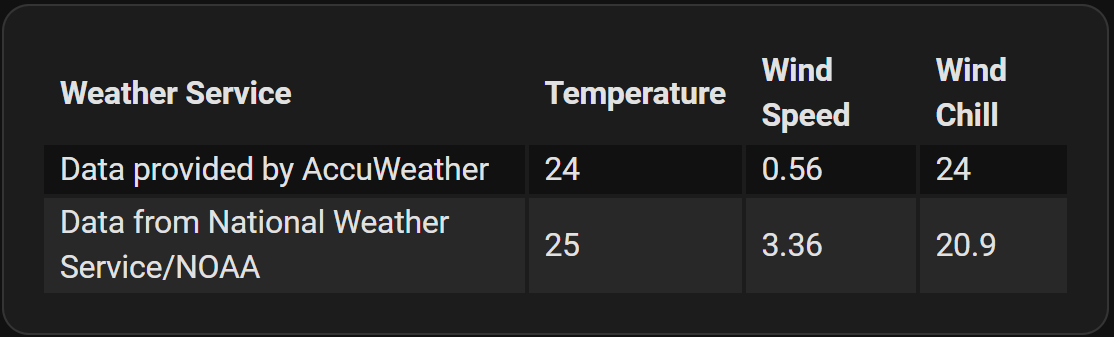 Weather Service Temperature Wind Speed Wind Chill
Data provided by AccuWeather 24 0.56 24
Data from National Weather Service/NOAA 25 3.36 20.9